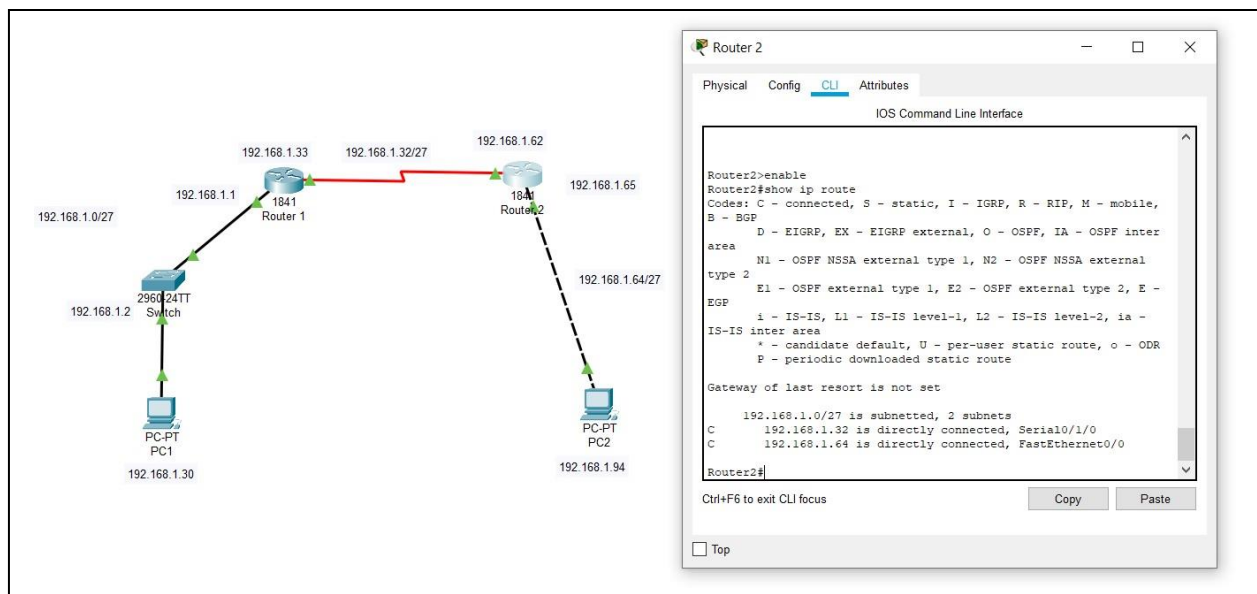 192.168.1.33
192.168.1.32/27
192.168.1.62
192.168.1.1
192.168.1.65
1841
Router 1
1841
Router 2
192.168.1.0/27
192.168.1.64/27
2960-24TT
Switch
192.168.1.2
PC-PT
PC1
192.168.1.30
PC-PT
PC2
192.168.1.94
Router 2
Physical Config CLI Attributes
IOS Command Line Interface
Router2>enable
Router2#show ip route
Codes: C - connected, S - static, I - IGRP, R - RIP, M - mobile,
B - BGP
D - EIGRP, EX - EIGRP external, O - OSPF, IA - OSPF inter
area
N1 - OSPF NSSA external type 1, N2 - OSPF NSSA external
type 2
E1 - OSPF external type 1, E2 - OSPF external type 2, E -
EGP
i - IS-IS, L1 - IS-IS level-1, L2 - IS-IS level-2, ia -
IS-IS inter area
* - candidate default, U - per-user static route, o - ODR
P - periodic downloaded static route
Gateway of last resort is not set
192.168.1.0/27 is subnetted, 2 subnets
C 192.168.1.32 is directly connected, Serial0/1/0
C 192.168.1.64 is directly connected, FastEthernet0/0
Router2#
Ctrl+F6 to exit CLI focus
Copy Paste
Top